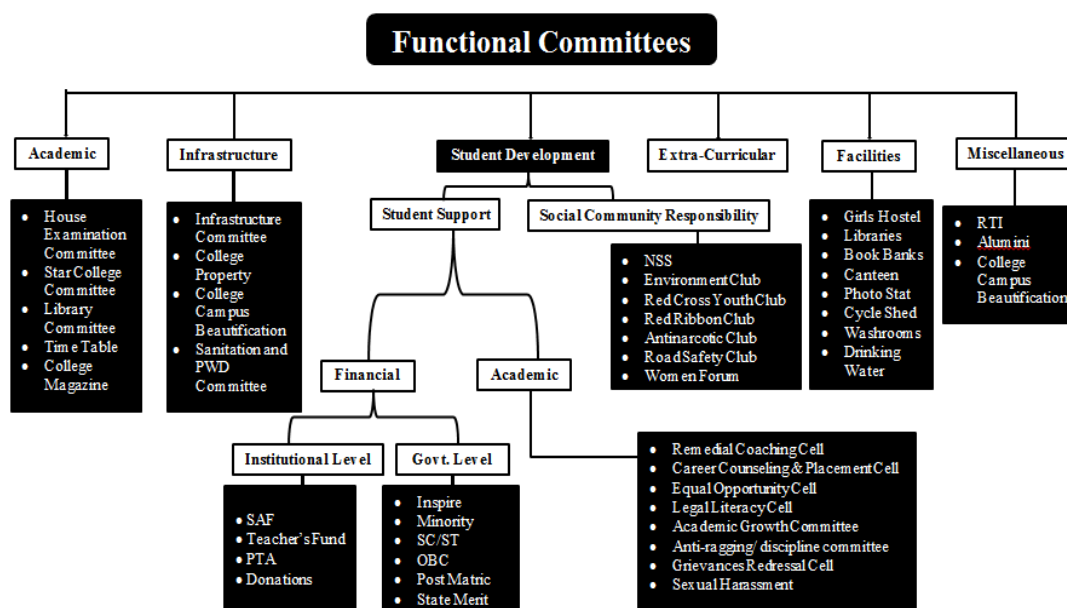 Functional Committees
Academic
Infrastructure
Student Development
Extra-Curricular
Facilities
Miscellaneous
• House
Examination
Committee
• Star College
Committee
• Library
Committee
• Time Table
• College
Magazine
• Infrastructure
Committee
• College
Property
• College
Campus
Beautification
• Sanitation and
PWD
Committee
Student Support
Social Community Responsibility
• NSS
• Environment Club
• Red Cross Youth Club
• Red Ribbon Club
• Antinarcotic Club
• Road Safety Club
• Women Forum
• Girls Hostel
• Libraries
• Book Banks
• Canteen
• Photo Stat
• Cycle Shed
• Washrooms
• Drinking
Water
• RTI
• Alumini
• College
Campus
Beautification
Financial
Academic
Institutional Level
Govt. Level
• SAF
• Teacher's Fund
• PTA
• Donations
• Inspire
• Minority
• SC/ST
• OBC
• Post Matric
• State Merit
• Remedial Coaching Cell
• Career Counseling & Placement Cell
• Equal Opportunity Cell
• Legal Literacy Cell
• Academic Growth Committee
• Anti-ragging/ discipline committee
• Grievances Redressal Cell
• Sexual Harassment